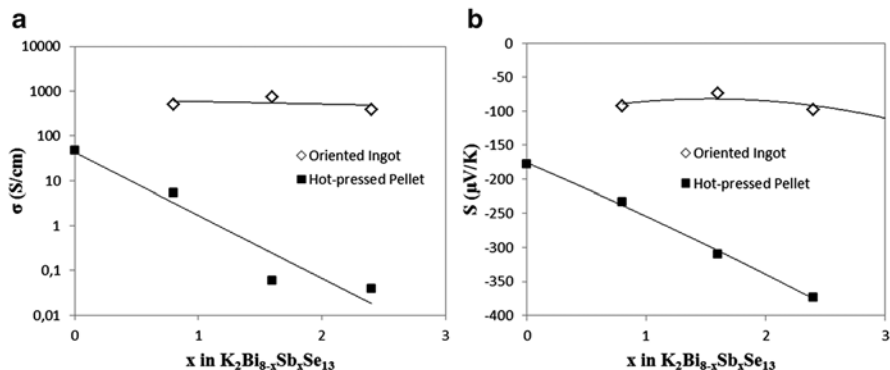 a
10000
1000
100
10
1
0,1
0,01
σ (S/cm)
◇ Oriented Ingot
■ Hot-pressed Pellet
0 1 2 3
x in K₂Bi₈₋ₓSbₓSe₁₃
b
0
-50
-100
-150
-200
-250
-300
-350
-400
S (μV/K)
◇ Oriented Ingot
■ Hot-pressed Pellet
0 1 2 3
x in K₂Bi₈₋ₓSbₓSe₁₃